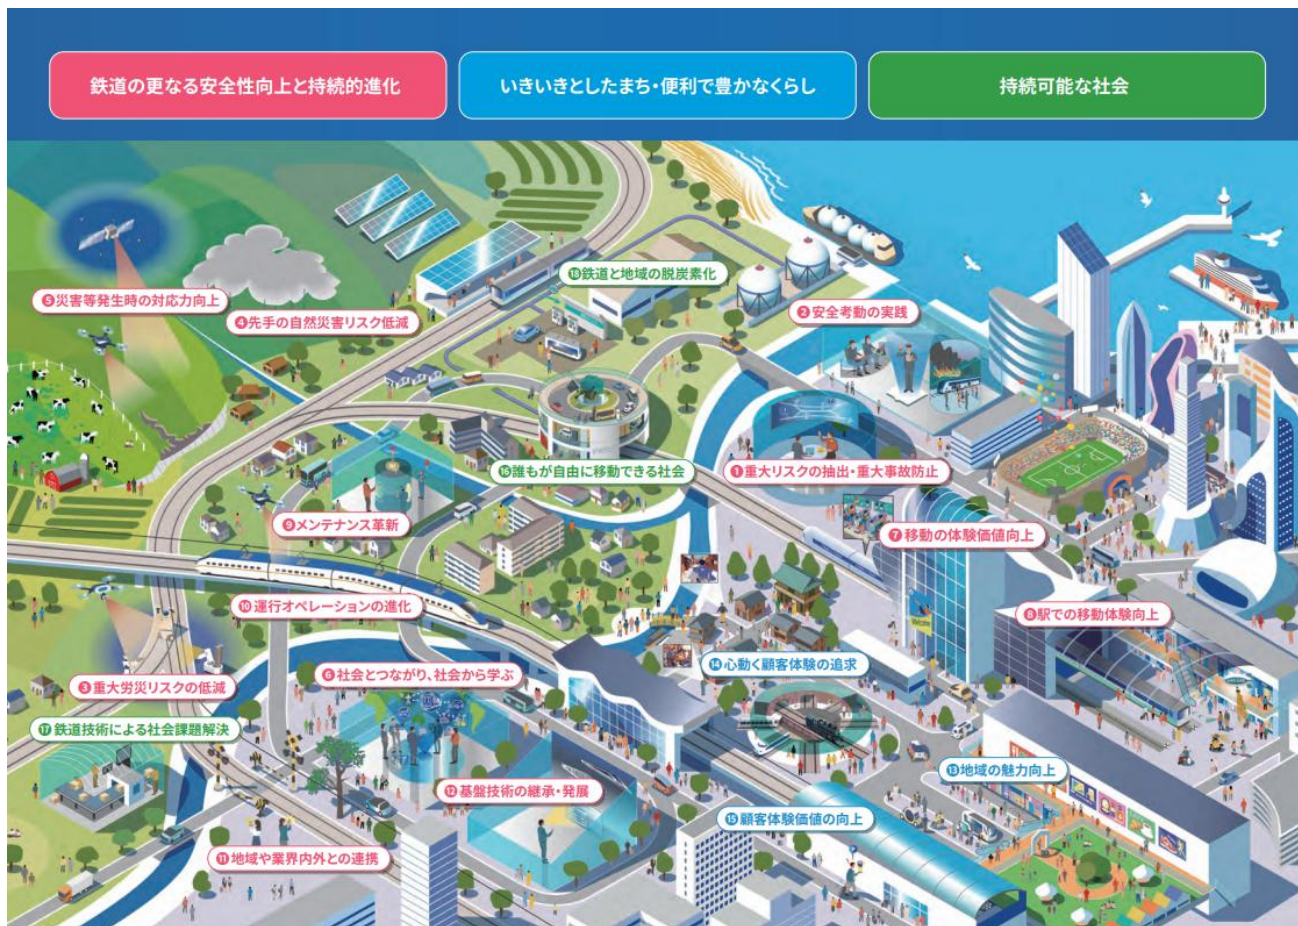 鉄道の更なる安全性向上と持続的進化
いきいきとしたまち・便利で豊かなくらし
持続可能な社会
⑱鉄道と地域の脱炭素化
⑤災害等発生時の対応力向上
④先手の自然災害リスク低減
②安全考動の実践
⑯誰もが自由に移動できる社会
①重大リスクの抽出・重大事故防止
⑨メンテナンス革新
⑦移動の体験価値向上
⑩運行オペレーションの進化
⑧駅での移動体験向上
Welcome
⑥社会とつながり、社会から学ぶ
⑭心動く顧客体験の追求
③重大労災リスクの低減
⑰鉄道技術による社会課題解決
⑬地域の魅力向上
⑫基盤技術の継承・発展
⑮顧客体験価値の向上
⑪地域や業界内外との連携